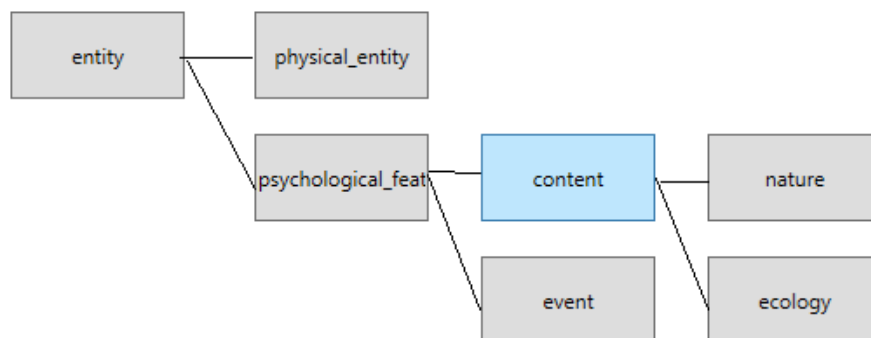 entity
physical_entity
psychological_feat
content
nature
event
ecology